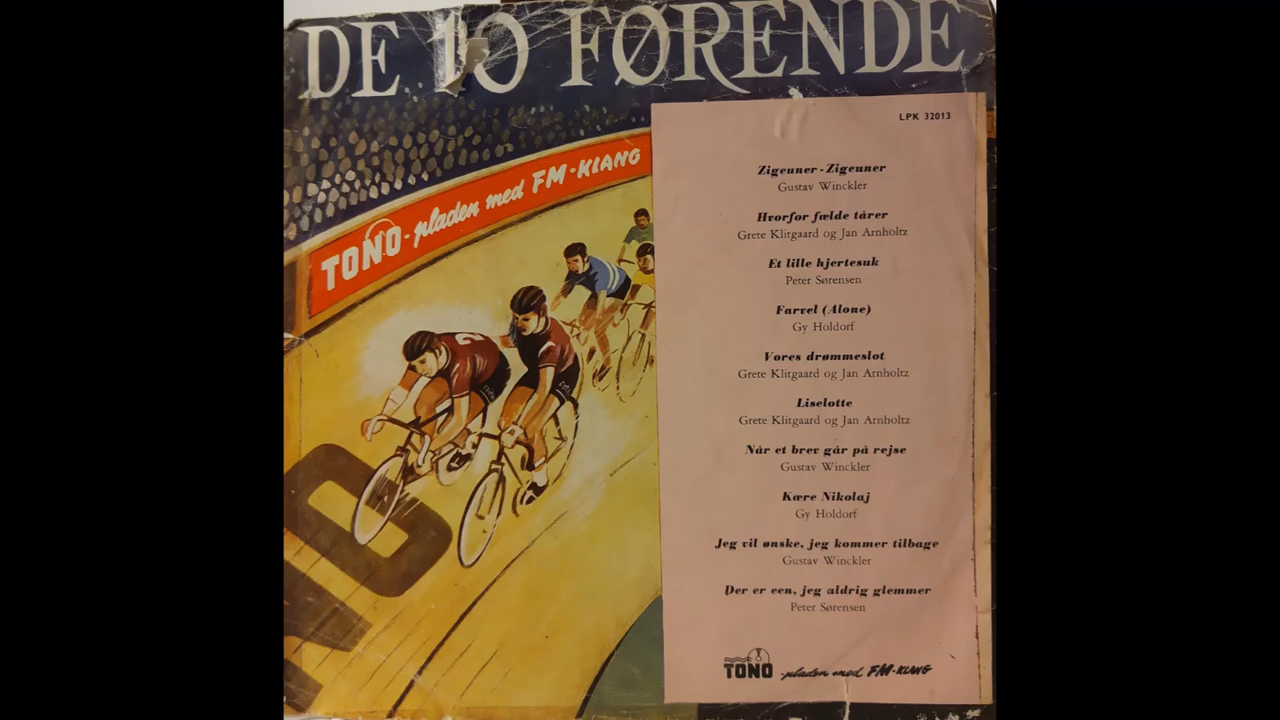 DE 10 FØRENDE
TONO-pladen med FM-KLANG
LPK 32013
Zigeuner - Zigeuner
Gustav Winckler
Hvorfor fælde tårer
Grete Klitgaard og Jan Arnholtz
Et lille hjertesuk
Peter Sørensen
Farvel (Alone)
Gy Holdorf
Vores drømmeslot
Grete Klitgaard og Jan Arnholtz
Liselotte
Grete Klitgaard og Jan Arnholtz
Når et brev går på rejse
Gustav Winckler
Kære Nikolaj
Gy Holdorf
Jeg vil ønske, jeg kommer tilbage
Gustav Winckler
Der er een, jeg aldrig glemmer
Peter Sørensen
TONO -pladen med FM-KLANG
NO